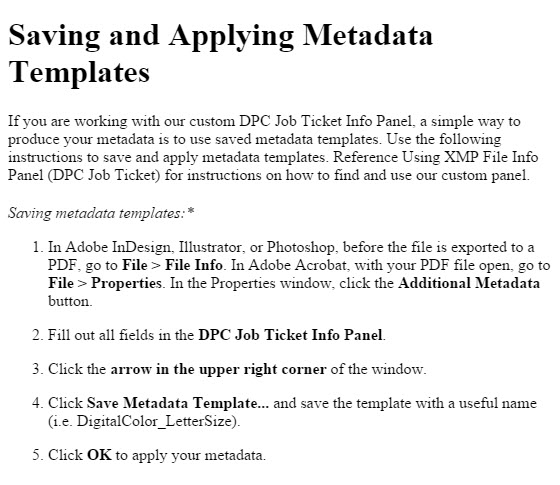 Saving and Applying Metadata
Templates
If you are working with our custom DPC Job Ticket Info Panel, a simple way to
produce your metadata is to use saved metadata templates. Use the following
instructions to save and apply metadata templates. Reference Using XMP File Info
Panel (DPC Job Ticket) for instructions on how to find and use our custom panel.
Saving metadata templates:*
1. In Adobe InDesign, Illustrator, or Photoshop, before the file is exported to a
PDF, go to File > File Info. In Adobe Acrobat, with your PDF file open, go to
File > Properties. In the Properties window, click the Additional Metadata
button.
2. Fill out all fields in the DPC Job Ticket Info Panel.
3. Click the arrow in the upper right corner of the window.
4. Click Save Metadata Template... and save the template with a useful name
(i.e. DigitalColor_LetterSize).
5. Click OK to apply your metadata.